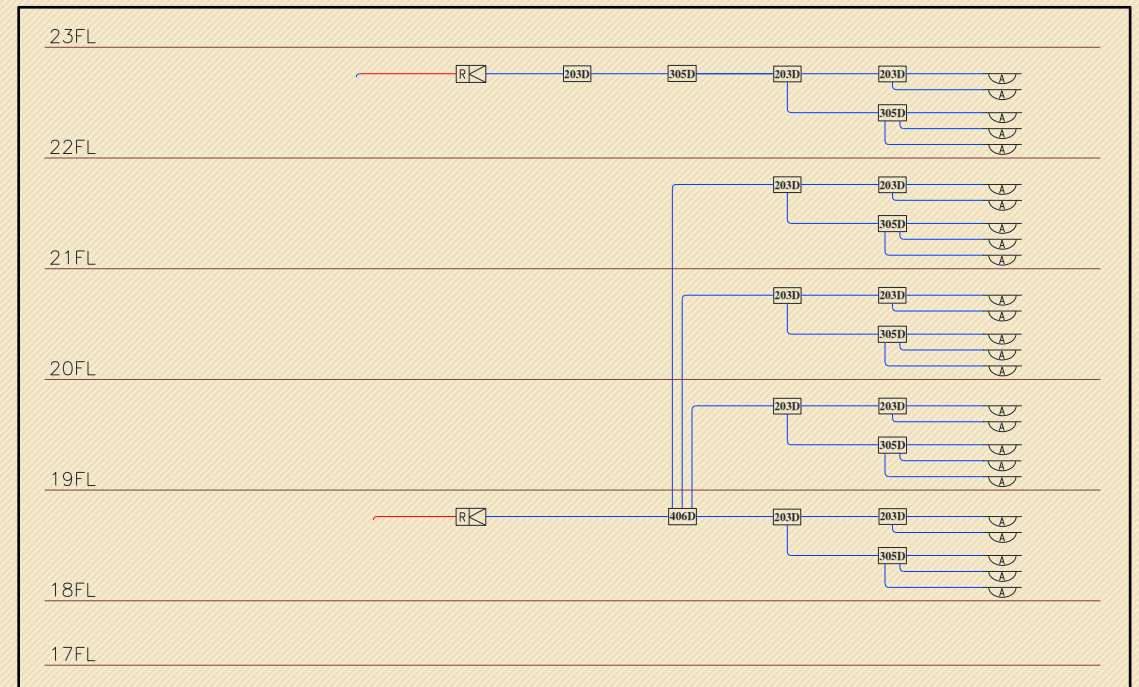 23FL
R 203D 305D 203D 203D A
A
305D A
A
22FL A
203D 203D A
A
305D A
A
21FL A
203D 203D A
A
305D A
A
20FL A
203D 203D A
A
305D A
A
19FL A
R 406D 203D 203D A
A
305D A
A
18FL A
17FL